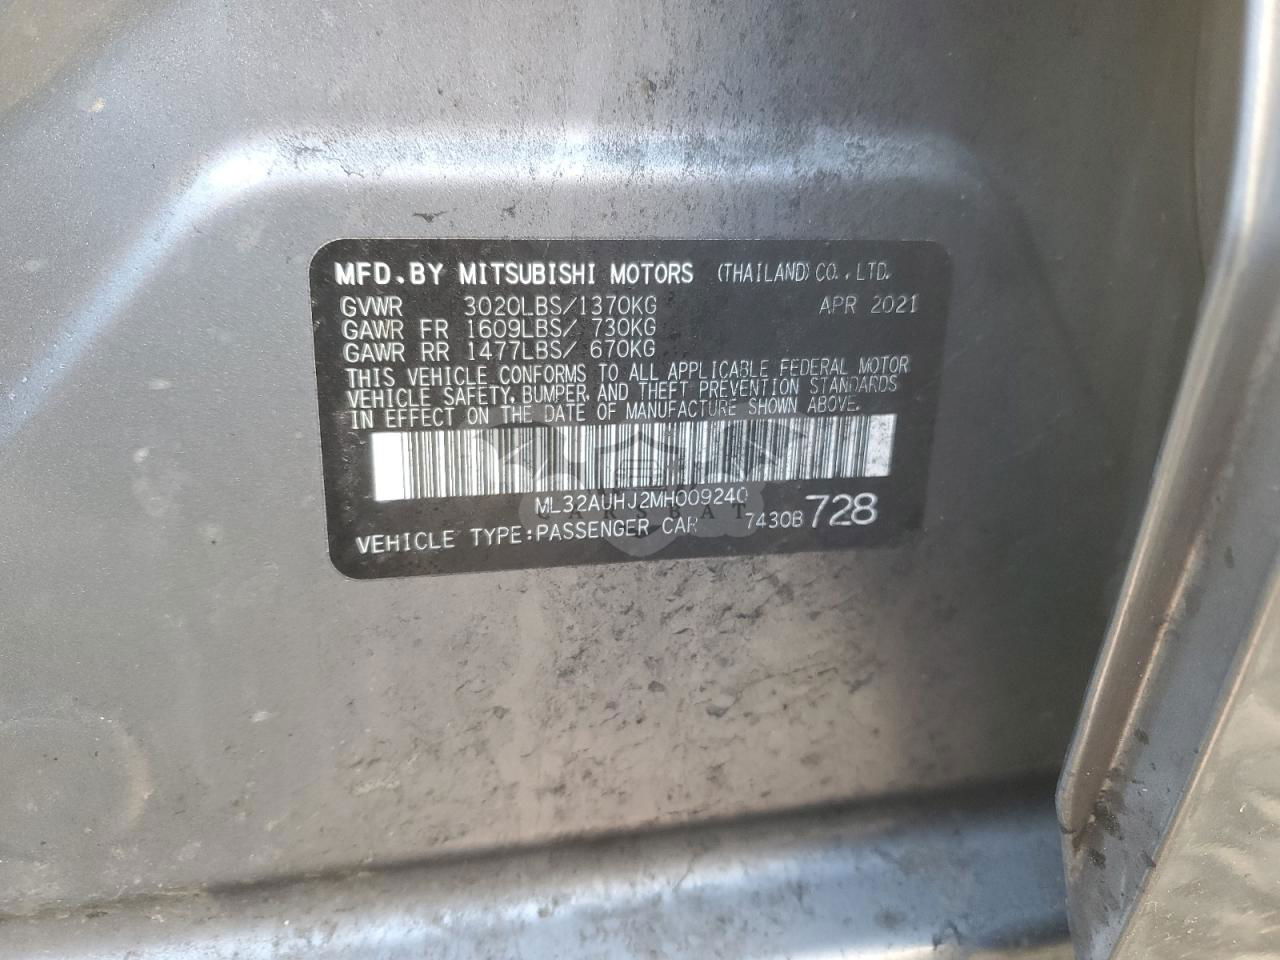 MFD.BY MITSUBISHI MOTORS (THAILAND)CO.,LTD.
GVWR 3020LBS/1370KG APR 2021
GAWR FR 1609LBS/ 730KG
GAWR RR 1477LBS/ 670KG
THIS VEHICLE CONFORMS TO ALL APPLICABLE FEDERAL MOTOR
VEHICLE SAFETY, BUMPER, AND THEFT PREVENTION STANDARDS
IN EFFECT ON THE DATE OF MANUFACTURE SHOWN ABOVE.
ML32AUHJ2MH009240
CARSBAT
VEHICLE TYPE:PASSENGER CAR 7430B 728